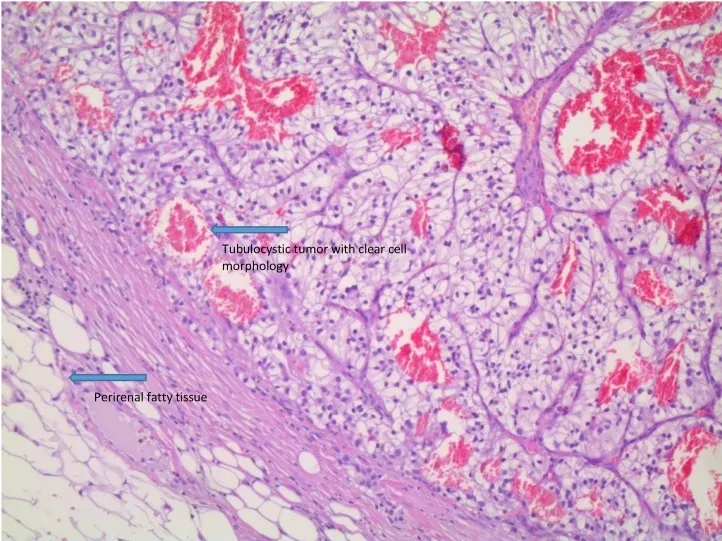 Tubulocystic tumor with clear cell
morphology
Perirenal fatty tissue